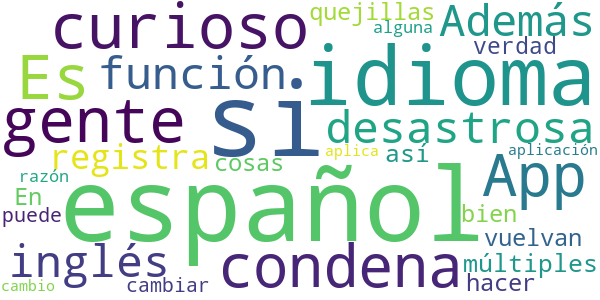 curioso quejillas Además
alguna
Es función si idioma verdad
gente desastrosa
registra cosas aplica así aplicación
razón español App
En bien
puede vuelvan
inglés condena múltiples
cambio cambiar hacer